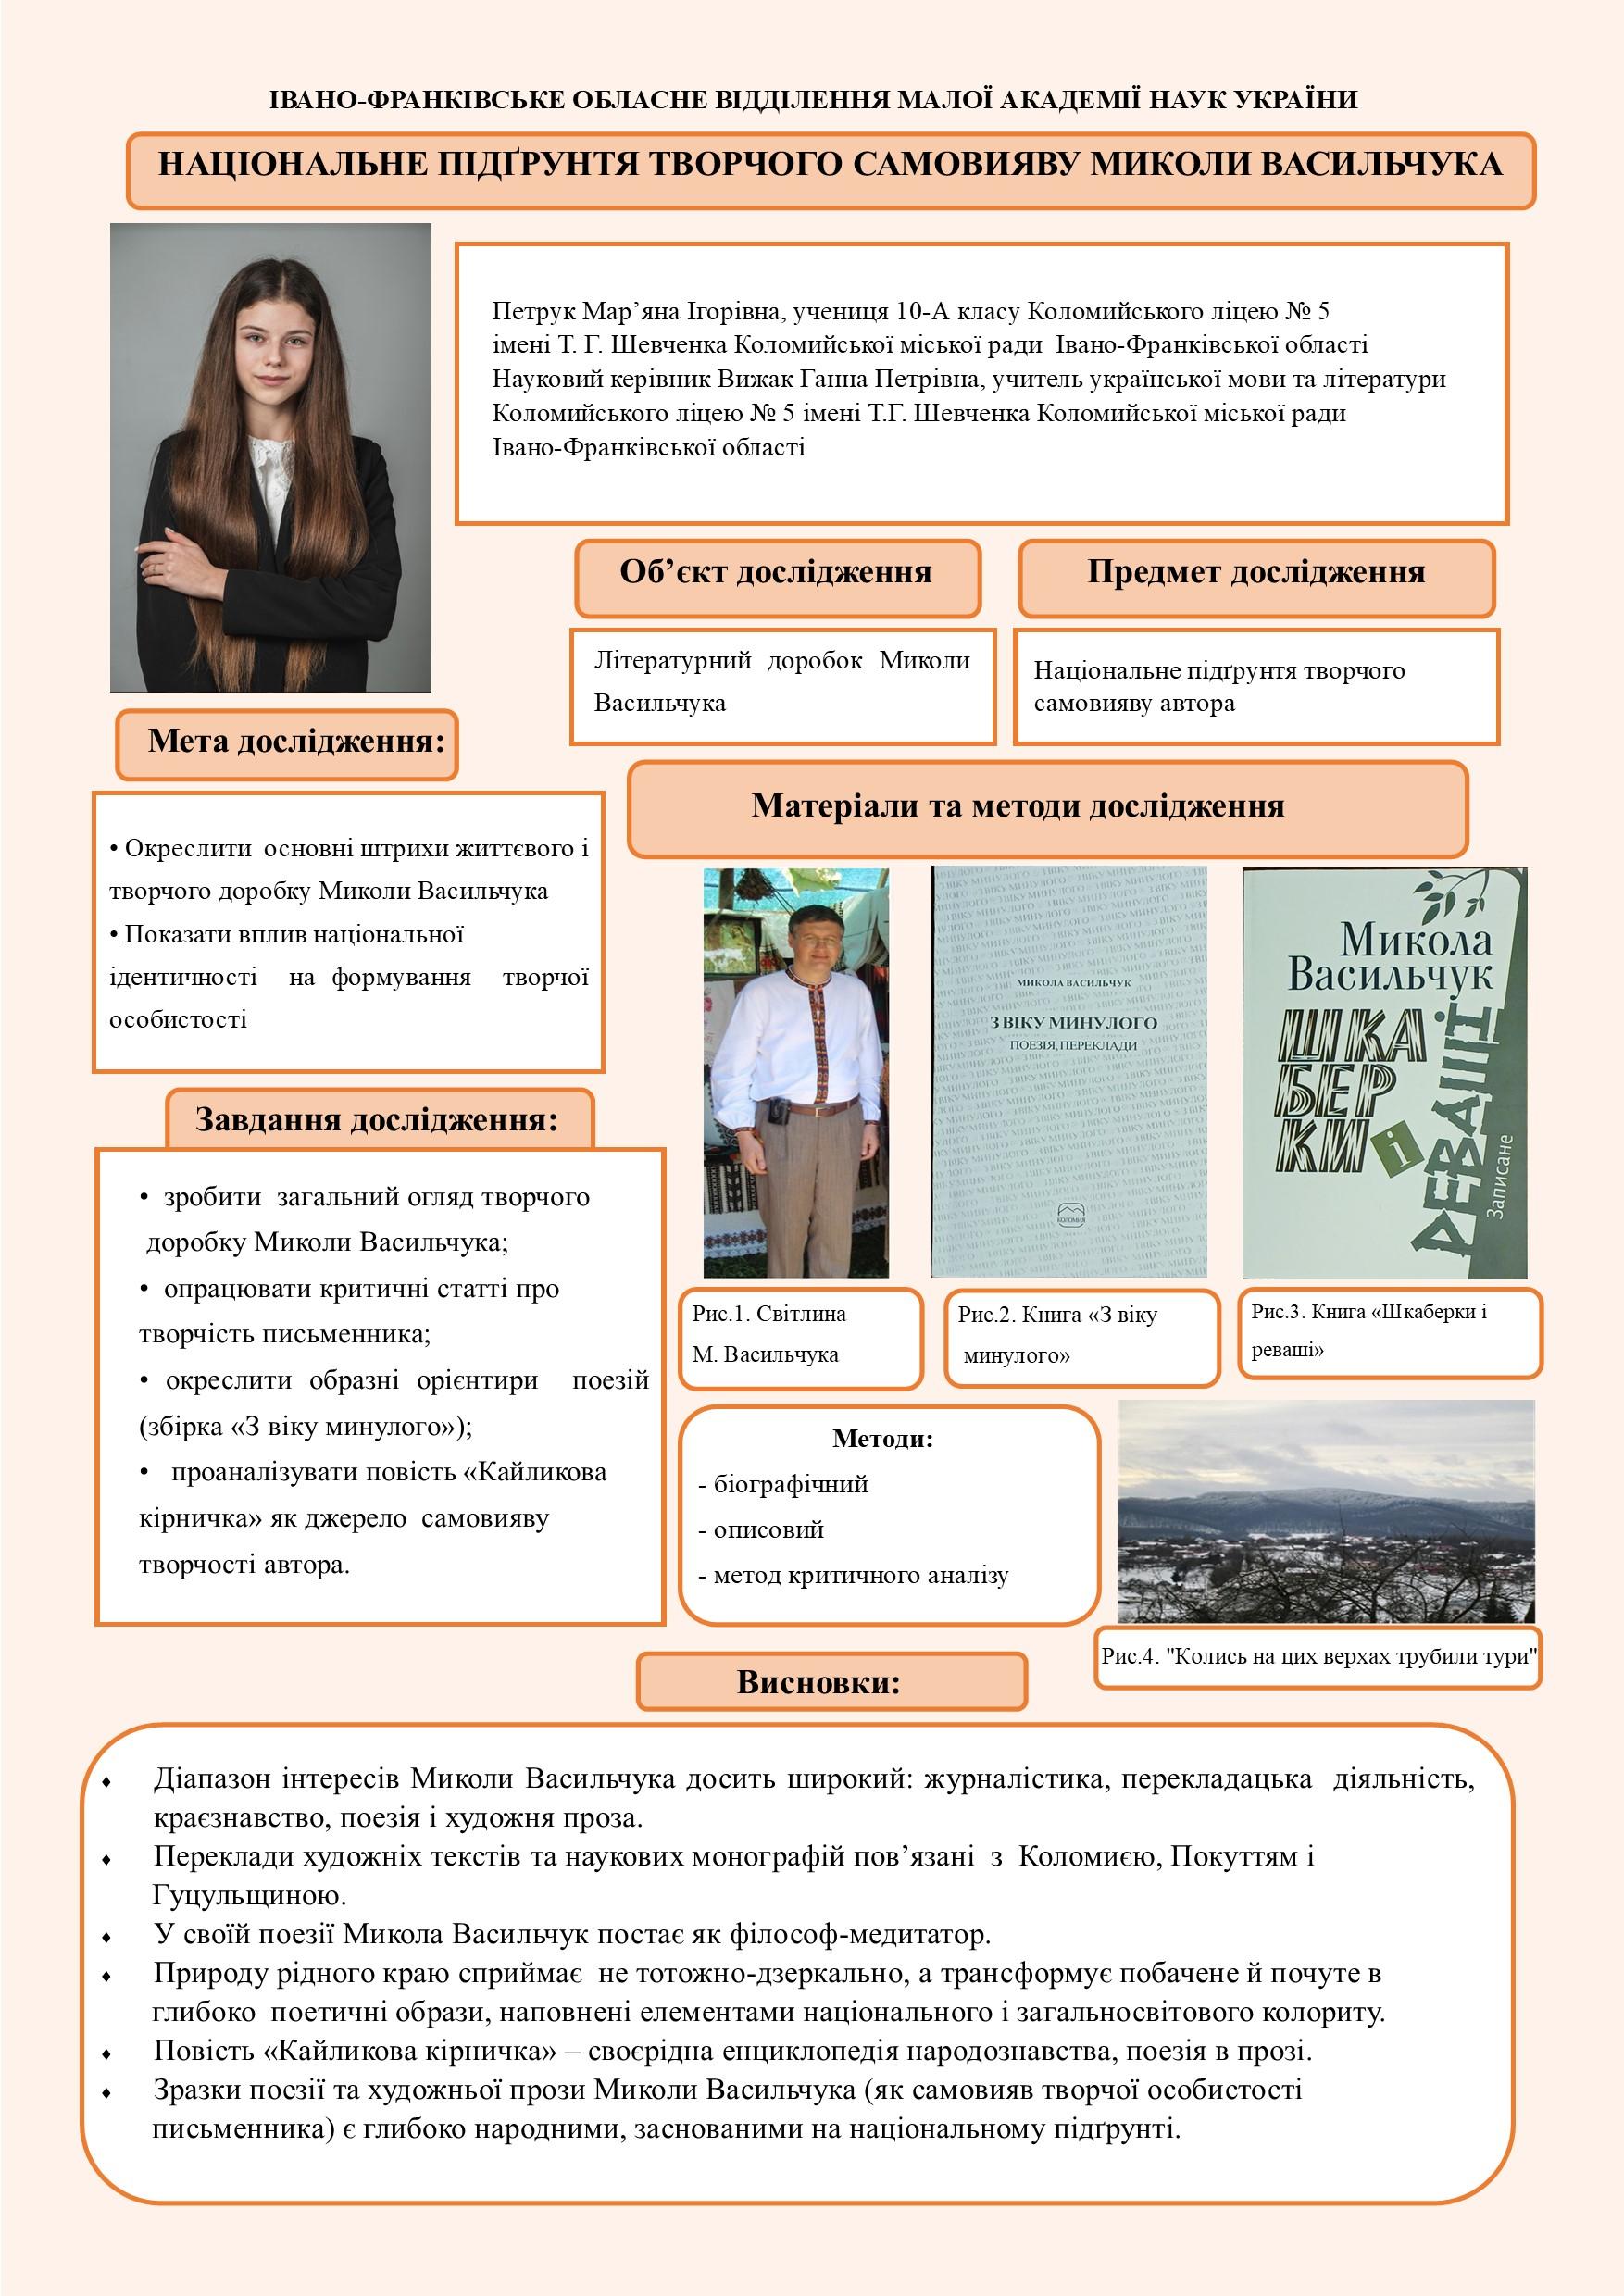 ІВАНО-ФРАНКІВСЬКЕ ОБЛАСНЕ ВІДДІЛЕННЯ МАЛОЇ АКАДЕМІЇ НАУК УКРАЇНИ
НАЦІОНАЛЬНЕ ПІДҐРУНТЯ ТВОРЧОГО САМОВИЯВУ МИКОЛИ ВАСИЛЬЧУКА
Петрук Мар’яна Ігорівна, учениця 10-А класу Коломийського ліцею № 5
імені Т. Г. Шевченка Коломийської міської ради Івано-Франківської області
Науковий керівник Вижак Ганна Петрівна, учитель української мови та літератури
Коломийського ліцею № 5 імені Т.Г. Шевченка Коломийської міської ради
Івано-Франківської області
Об’єкт дослідження
Літературний доробок Миколи
Васильчука
Предмет дослідження
Національне підґрунтя творчого
самовияву автора
Мета дослідження:
• Окреслити основні штрихи життєвого і
творчого доробку Миколи Васильчука
• Показати вплив національної
ідентичності на формування творчої
особистості
Завдання дослідження:
• зробити загальний огляд творчого
доробку Миколи Васильчука;
• опрацювати критичні статті про
творчість письменника;
• окреслити образні орієнтири поезій
(збірка «З віку минулого»);
• проаналізувати повість «Кайликова
кірничка» як джерело самовияву
творчості автора.
Матеріали та методи дослідження
МИКОЛА ВАСИЛЬЧУК
З ВІКУ МИНУЛОГО
ПОЕЗІЯ, ПЕРЕКЛАДИ
КОЛОМИЯ
Микола
Васильчук
ШКА
БЕР
КИ
і
РЕВАШІ
Записане
Рис.1. Світлина
М. Васильчука
Рис.2. Книга «З віку
минулого»
Рис.3. Книга «Шкаберки і
реваші»
Методи:
- біографічний
- описовий
- метод критичного аналізу
Рис.4. "Колись на цих верхах трубили тури"
Висновки:
⬧ Діапазон інтересів Миколи Васильчука досить широкий: журналістика, перекладацька діяльність,
краєзнавство, поезія і художня проза.
⬧ Переклади художніх текстів та наукових монографій пов’язані з Коломиєю, Покуттям і
Гуцульщиною.
⬧ У своїй поезії Микола Васильчук постає як філософ-медитатор.
⬧ Природу рідного краю сприймає не тотожно-дзеркально, а трансформує побачене й почуте в
глибоко поетичні образи, наповнені елементами національного і загальносвітового колориту.
⬧ Повість «Кайликова кірничка» – своєрідна енциклопедія народознавства, поезія в прозі.
⬧ Зразки поезії та художньої прози Миколи Васильчука (як самовияв творчої особистості
письменника) є глибоко народними, заснованими на національному підґрунті.